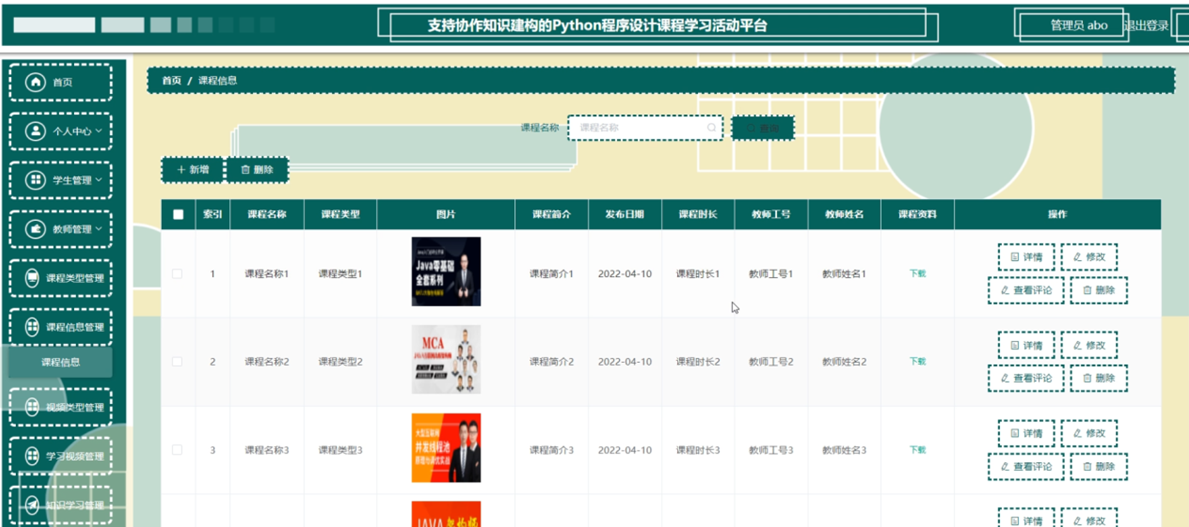 支持协作知识建构的Python程序设计课程学习活动平台
管理员 abo
退出登录
首页
个人中心
学生管理
教师管理
课程类型管理
课程信息管理
课程信息
视频类型管理
学习视频管理
知识学习管理
首页 / 课程信息
课程名称 课程名称
查询
新增 删除
索引 课程名称 课程类型 图片 课程简介 发布日期 课程时长 教师工号 教师姓名 课程资料 操作
1 课程名称1 课程类型1 课程简介1 2022-04-10 课程时长1 教师工号1 教师姓名1 下载 详情 修改
查看评论 删除
Java零基础
全套系列
2 课程名称2 课程类型2 课程简介2 2022-04-10 课程时长2 教师工号2 教师姓名2 下载 详情 修改
查看评论 删除
MCA
3 课程名称3 课程类型3 课程简介3 2022-04-10 课程时长3 教师工号3 教师姓名3 下载 详情 修改
查看评论 删除
并发线程池
详情 修改